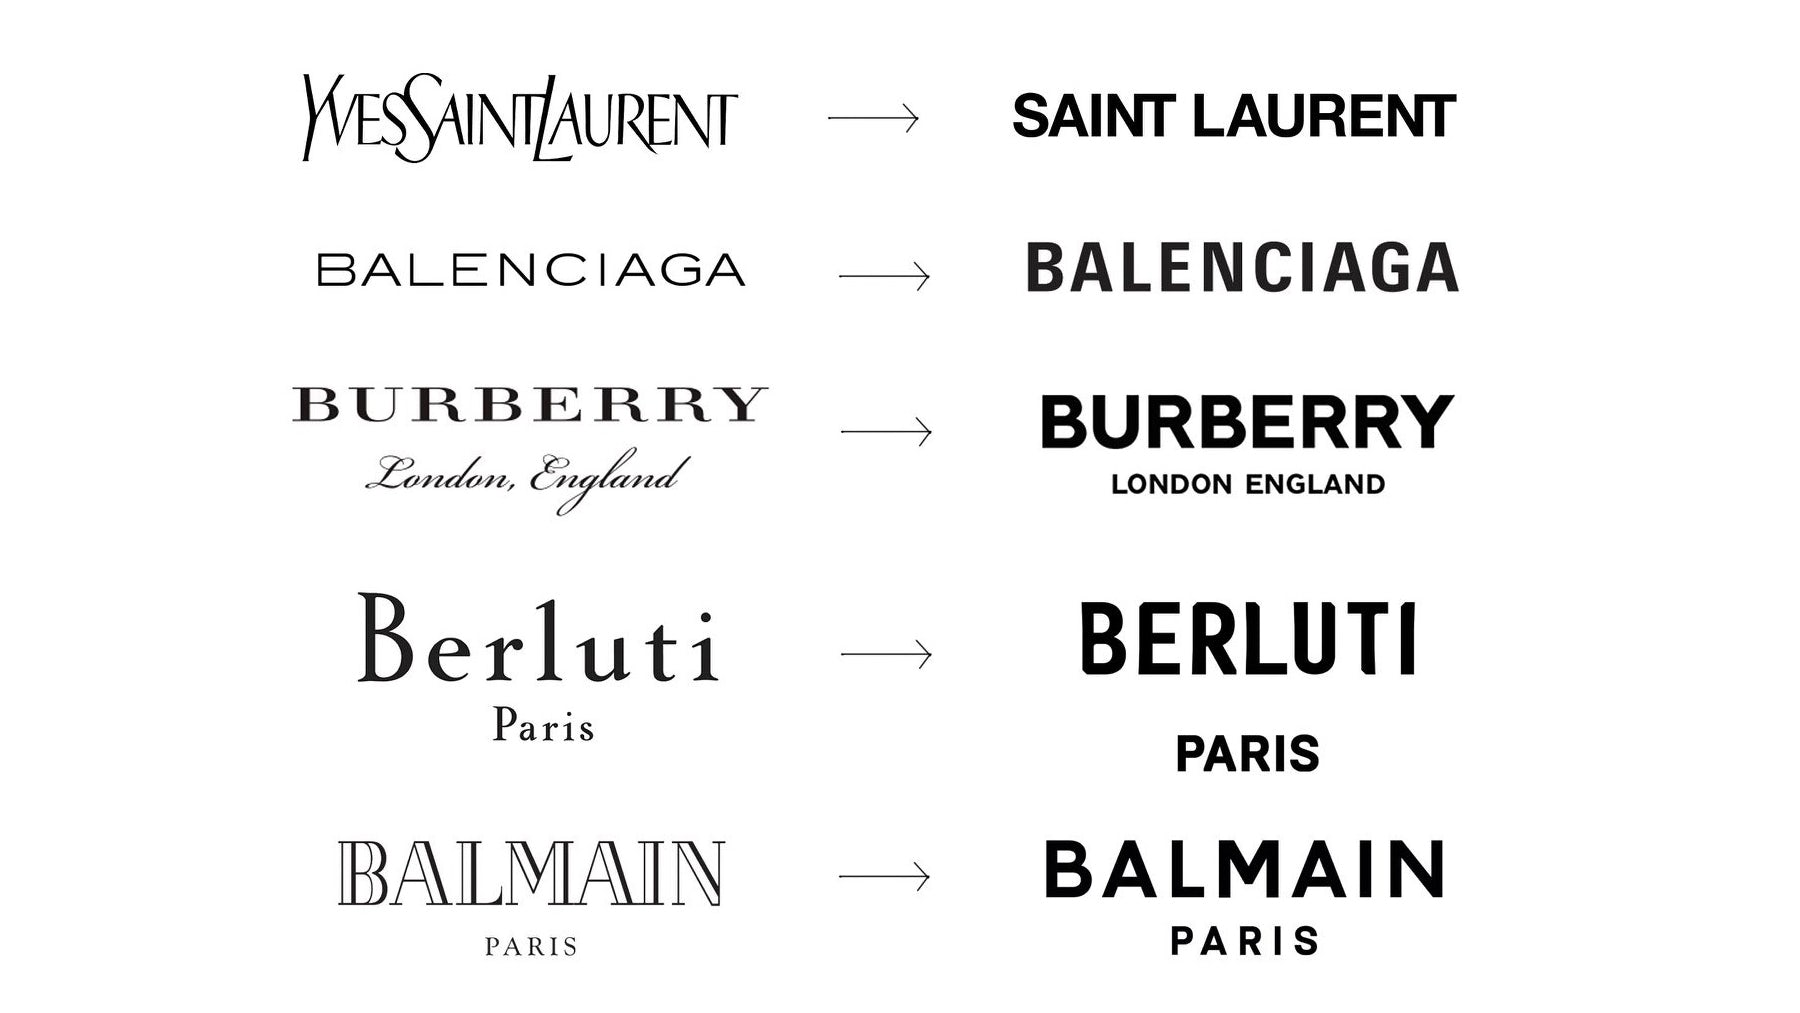 YVESSAINTLAURENT SAINT LAURENT
BALENCIAGA BALENCIAGA
BURBERRY BURBERRY
London, England LONDON ENGLAND
Berluti BERLUTI
Paris PARIS
BALMAIN BALMAIN
PARIS PARIS